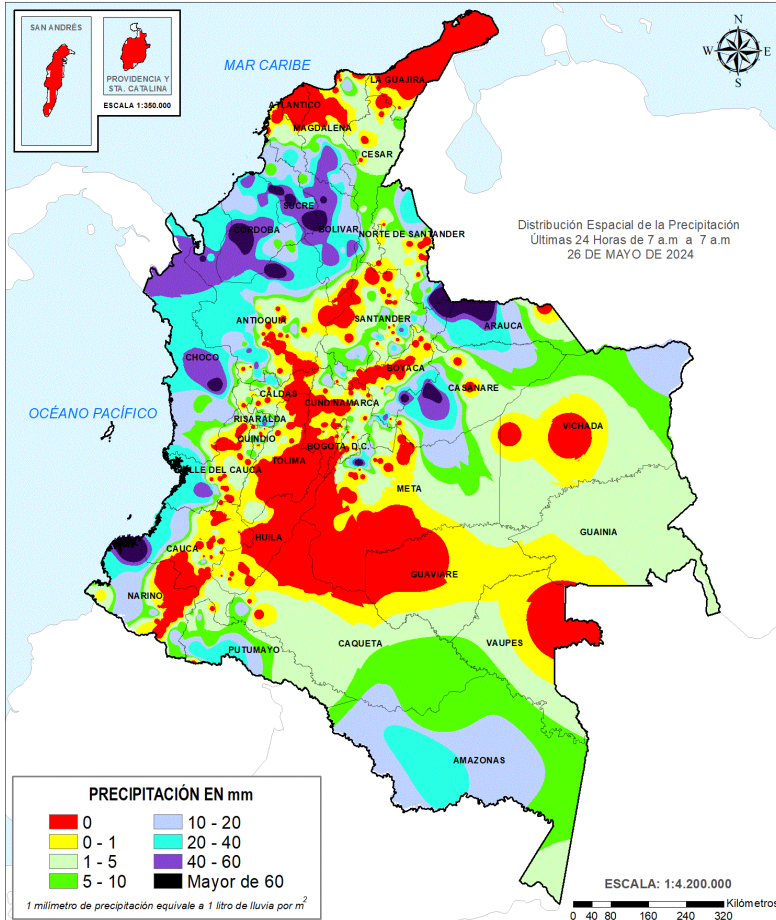 SAN ANDRÉS
PROVIDENCIA Y
STA. CATALINA
ESCALA 1:350.000
MAR CARIBE
N
W
E
S
LA GUAJIRA
ATLANTICO
MAGDALENA
CESAR
SUCRE
CORDOBA
BOLIVAR
NORTE DE SANTANDER
Distribución Espacial de la Precipitación
Últimas 24 Horas de 7 a.m a 7 a.m
26 DE MAYO DE 2024
ANTIOQUIA
SANTANDER
ARAUCA
CHOCO
BOYACA
CASANARE
CALDAS
CUNDINAMARCA
OCÉANO PACÍFICO
RISARALDA
VICHADA
QUINDIO
BOGOTA, D.C.
TOLIMA
LLE DEL CAUCA
META
GUAINIA
HUILA
CAUCA
GUAVIARE
NARIÑO
CAQUETA
VAUPES
PUTUMAYO
AMAZONAS
PRECIPITACIÓN EN mm
0
10 - 20
0 - 1
20 - 40
1 - 5
40 - 60
5 - 10
Mayor de 60
1 milímetro de precipitación equivale a 1 litro de lluvia por m²
ESCALA: 1:4.200.000
Kilómetros
0 40 80 160 240 320